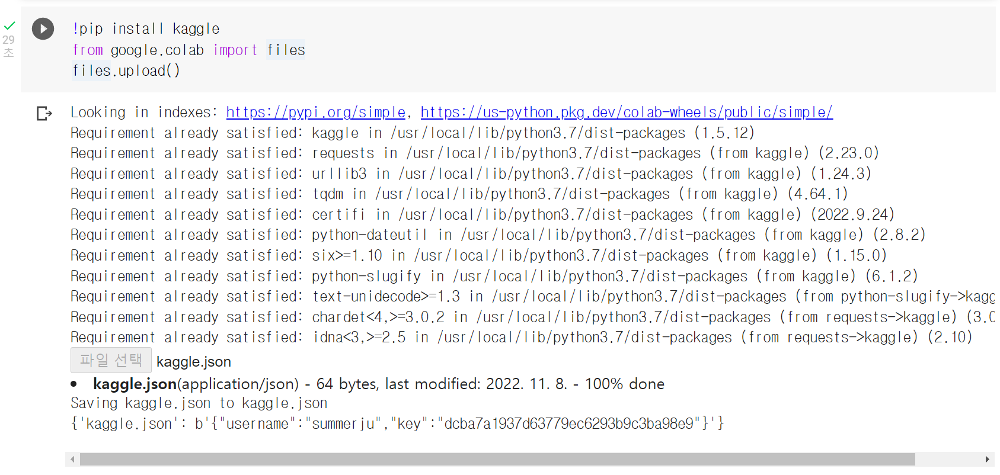 29
초
!pip install kaggle
from google.colab import files
files.upload()
Looking in indexes: https://pypi.org/simple, https://us-python.pkg.dev/colab-wheels/public/simple/
Requirement already satisfied: kaggle in /usr/local/lib/python3.7/dist-packages (1.5.12)
Requirement already satisfied: requests in /usr/local/lib/python3.7/dist-packages (from kaggle) (2.23.0)
Requirement already satisfied: urllib3 in /usr/local/lib/python3.7/dist-packages (from kaggle) (1.24.3)
Requirement already satisfied: tqdm in /usr/local/lib/python3.7/dist-packages (from kaggle) (4.64.1)
Requirement already satisfied: certifi in /usr/local/lib/python3.7/dist-packages (from kaggle) (2022.9.24)
Requirement already satisfied: python-dateutil in /usr/local/lib/python3.7/dist-packages (from kaggle) (2.8.2)
Requirement already satisfied: six>=1.10 in /usr/local/lib/python3.7/dist-packages (from kaggle) (1.15.0)
Requirement already satisfied: python-slugify in /usr/local/lib/python3.7/dist-packages (from kaggle) (6.1.2)
Requirement already satisfied: text-unidecode>=1.3 in /usr/local/lib/python3.7/dist-packages (from python-slugify->kagg
Requirement already satisfied: chardet<4,>=3.0.2 in /usr/local/lib/python3.7/dist-packages (from requests->kaggle) (3.0
Requirement already satisfied: idna<3,>=2.5 in /usr/local/lib/python3.7/dist-packages (from requests->kaggle) (2.10)
파일 선택 kaggle.json
• kaggle.json(application/json) - 64 bytes, last modified: 2022. 11. 8. - 100% done
Saving kaggle.json to kaggle.json
{'kaggle.json': b'{"username":"summerju","key":"dcba7a1937d63779ec6293b9c3ba98e9"}'}